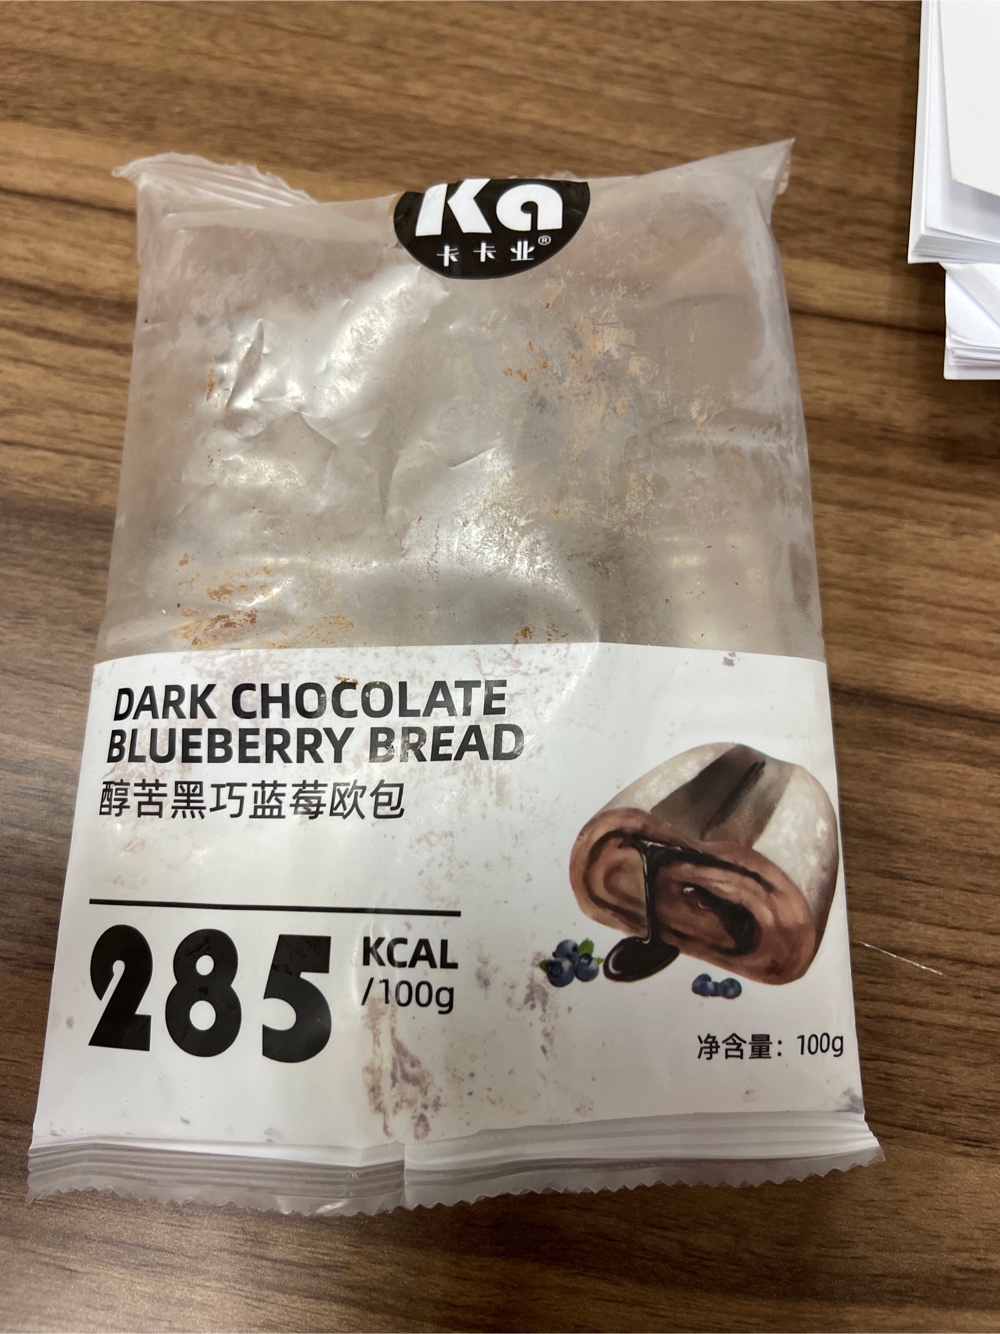 Ka
卡卡业®
DARK CHOCOLATE
BLUEBERRY BREAD
醇苦黑巧蓝莓欧包
285 KCAL
/100g
净含量：100g